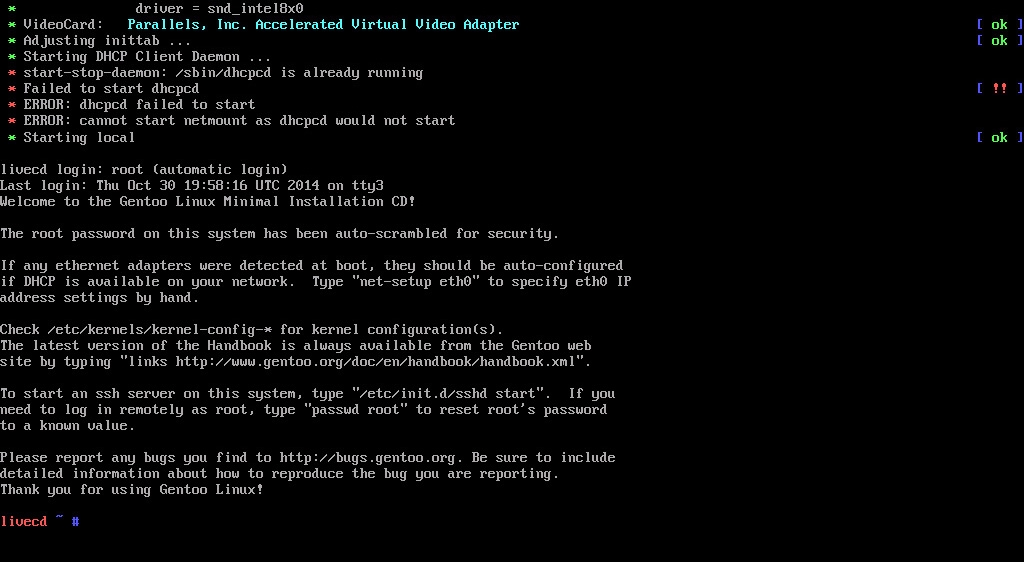 *               driver = snd_intel8x0
* VideoCard:   Parallels, Inc. Accelerated Virtual Video Adapter [ ok ]
* Adjusting inittab ... [ ok ]
* Starting DHCP Client Daemon ...
* start-stop-daemon: /sbin/dhcpcd is already running
* Failed to start dhcpcd [ !! ]
* ERROR: dhcpcd failed to start
* ERROR: cannot start netmount as dhcpcd would not start
* Starting local [ ok ]
livecd login: root (automatic login)
Last login: Thu Oct 30 19:58:16 UTC 2014 on tty3
Welcome to the Gentoo Linux Minimal Installation CD!
The root password on this system has been auto-scrambled for security.
If any ethernet adapters were detected at boot, they should be auto-configured
if DHCP is available on your network.  Type "net-setup eth0" to specify eth0 IP
address settings by hand.
Check /etc/kernels/kernel-config-* for kernel configuration(s).
The latest version of the Handbook is always available from the Gentoo web
site by typing "links http://www.gentoo.org/doc/en/handbook/handbook.xml".
To start an ssh server on this system, type "/etc/init.d/sshd start".  If you
need to log in remotely as root, type "passwd root" to reset root's password
to a known value.
Please report any bugs you find to http://bugs.gentoo.org. Be sure to include
detailed information about how to reproduce the bug you are reporting.
Thank you for using Gentoo Linux!
livecd ~ #